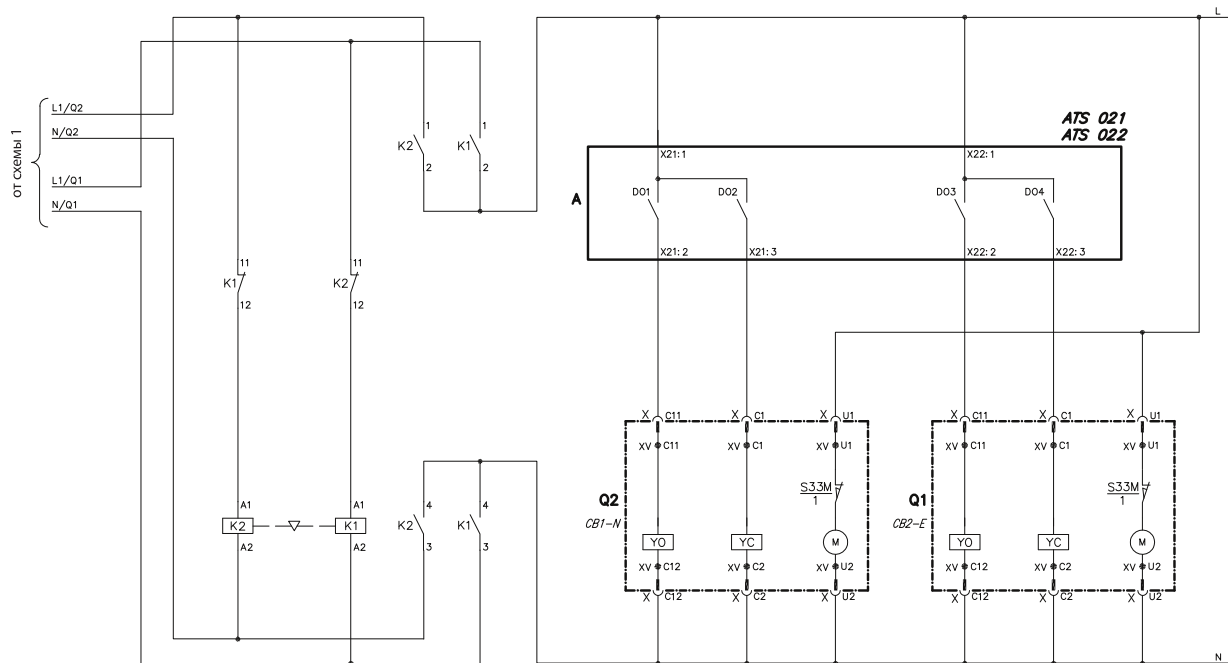 L
L1/Q2
N/Q2
L1/Q1
N/Q1
от схемы 1
1 1
K2 K1
2 2
ATS 021
ATS 022
X21:1 X22:1
A
DO1 DO2 DO3 DO4
X21:2 X21:3 X22:2 X22:3
11 11
K1 K2
12 12
X C11 X C1 X U1 X C11 X C1 X U1
XV C11 XV C1 XV U1 XV C11 XV C1 XV U1
A1 A1 4 4
K2 K1 K2 K1
A2 A2 3 3
Q2 S33M Q1 S33M
1 1
CB1-N CB2-E
YO YC M YO YC M
XV C12 XV C2 XV U2 XV C12 XV C2 XV U2
X C12 X C2 X U2 X C12 X C2 X U2
N